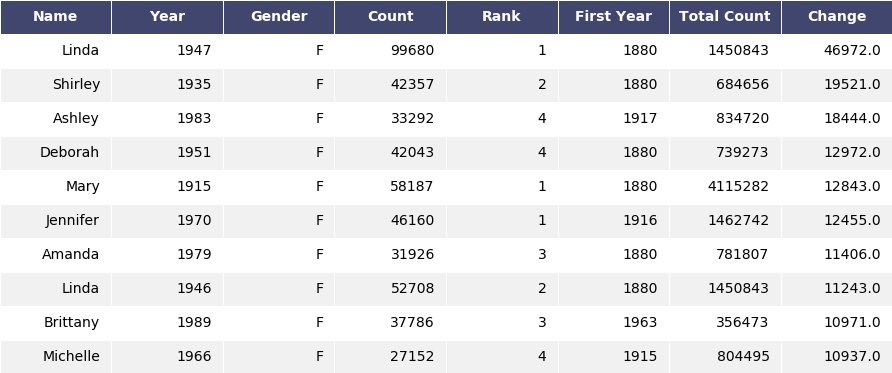 Name Year Gender Count Rank First Year Total Count Change
Linda 1947 F 99680 1 1880 1450843 46972.0
Shirley 1935 F 42357 2 1880 684656 19521.0
Ashley 1983 F 33292 4 1917 834720 18444.0
Deborah 1951 F 42043 4 1880 739273 12972.0
Mary 1915 F 58187 1 1880 4115282 12843.0
Jennifer 1970 F 46160 1 1916 1462742 12455.0
Amanda 1979 F 31926 3 1880 781807 11406.0
Linda 1946 F 52708 2 1880 1450843 11243.0
Brittany 1989 F 37786 3 1963 356473 10971.0
Michelle 1966 F 27152 4 1915 804495 10937.0